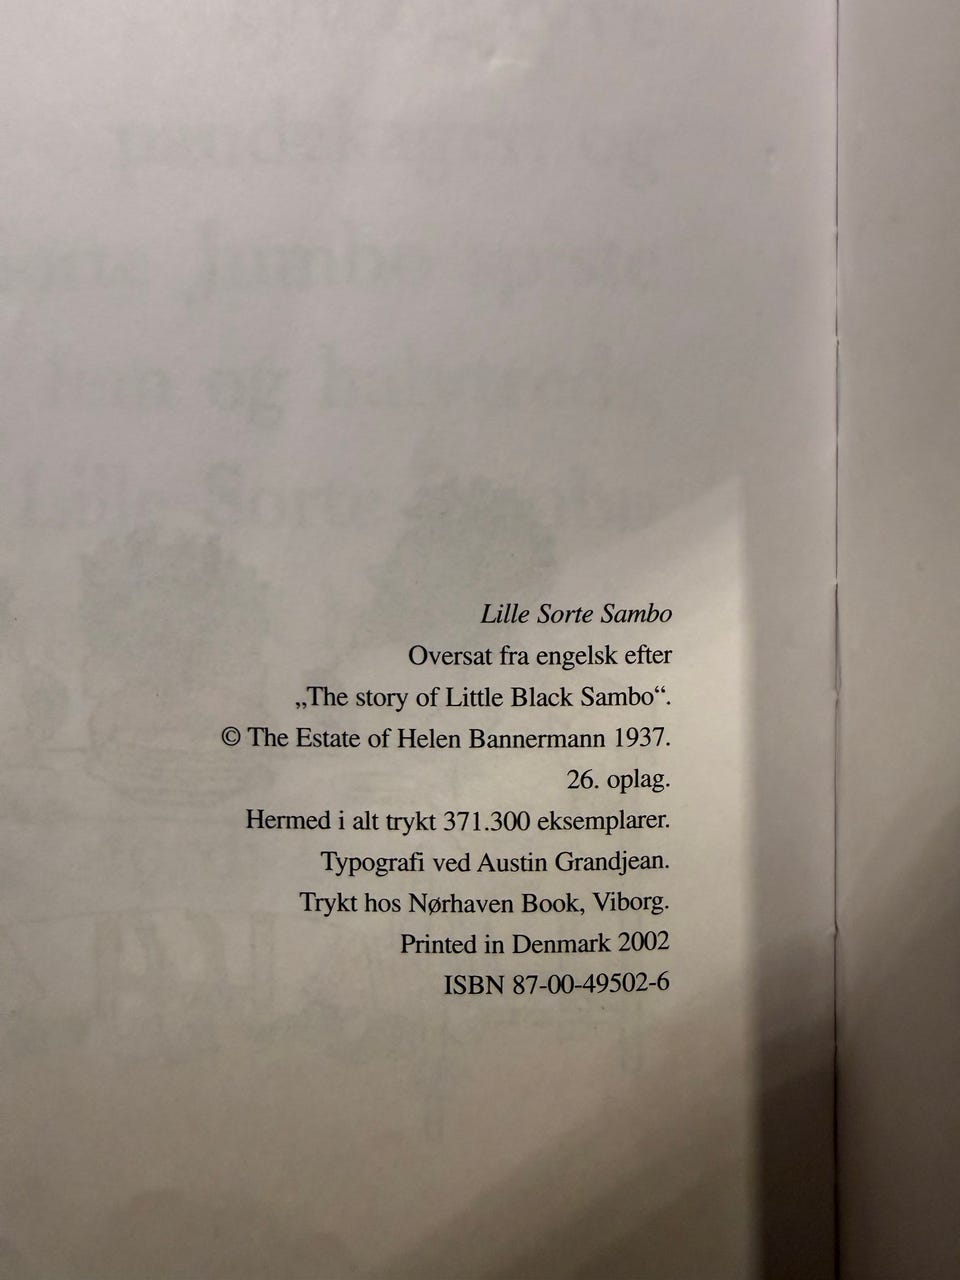 Lille Sorte Sambo
Oversat fra engelsk efter
„The story of Little Black Sambo“.
© The Estate of Helen Bannermann 1937.
26. oplag.
Hermed i alt trykt 371.300 eksemplarer.
Typografi ved Austin Grandjean.
Trykt hos Nørhaven Book, Viborg.
Printed in Denmark 2002
ISBN 87-00-49502-6